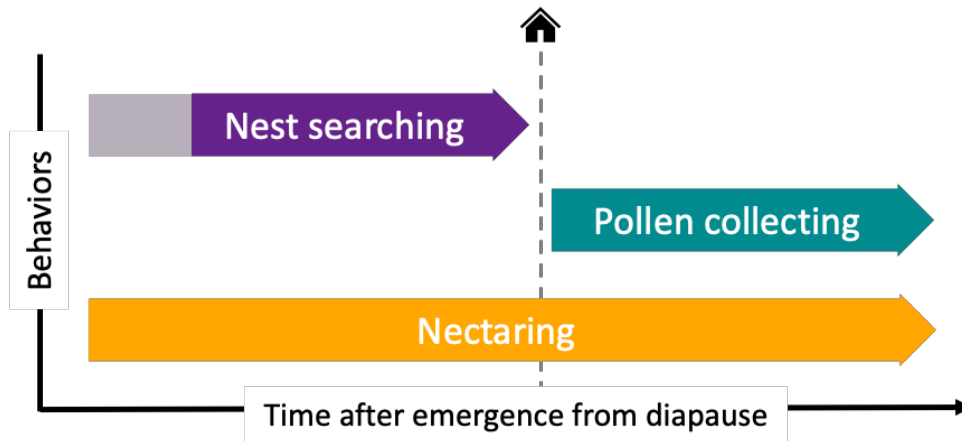 Nest searching
Pollen collecting
Behaviors
Nectaring
Time after emergence from diapause